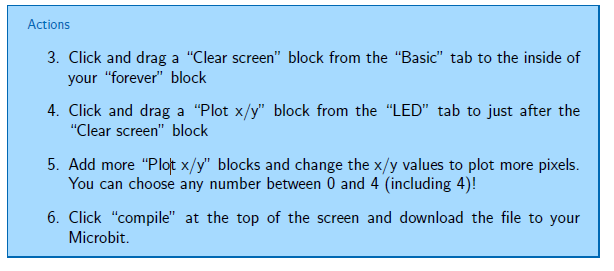 Actions
3. Click and drag a “Clear screen” block from the “Basic” tab to the inside of
your “forever” block
4. Click and drag a “Plot x/y” block from the “LED” tab to just after the
“Clear screen” block
5. Add more “Plot x/y” blocks and change the x/y values to plot more pixels.
You can choose any number between 0 and 4 (including 4)!
6. Click “compile” at the top of the screen and download the file to your
Microbit.